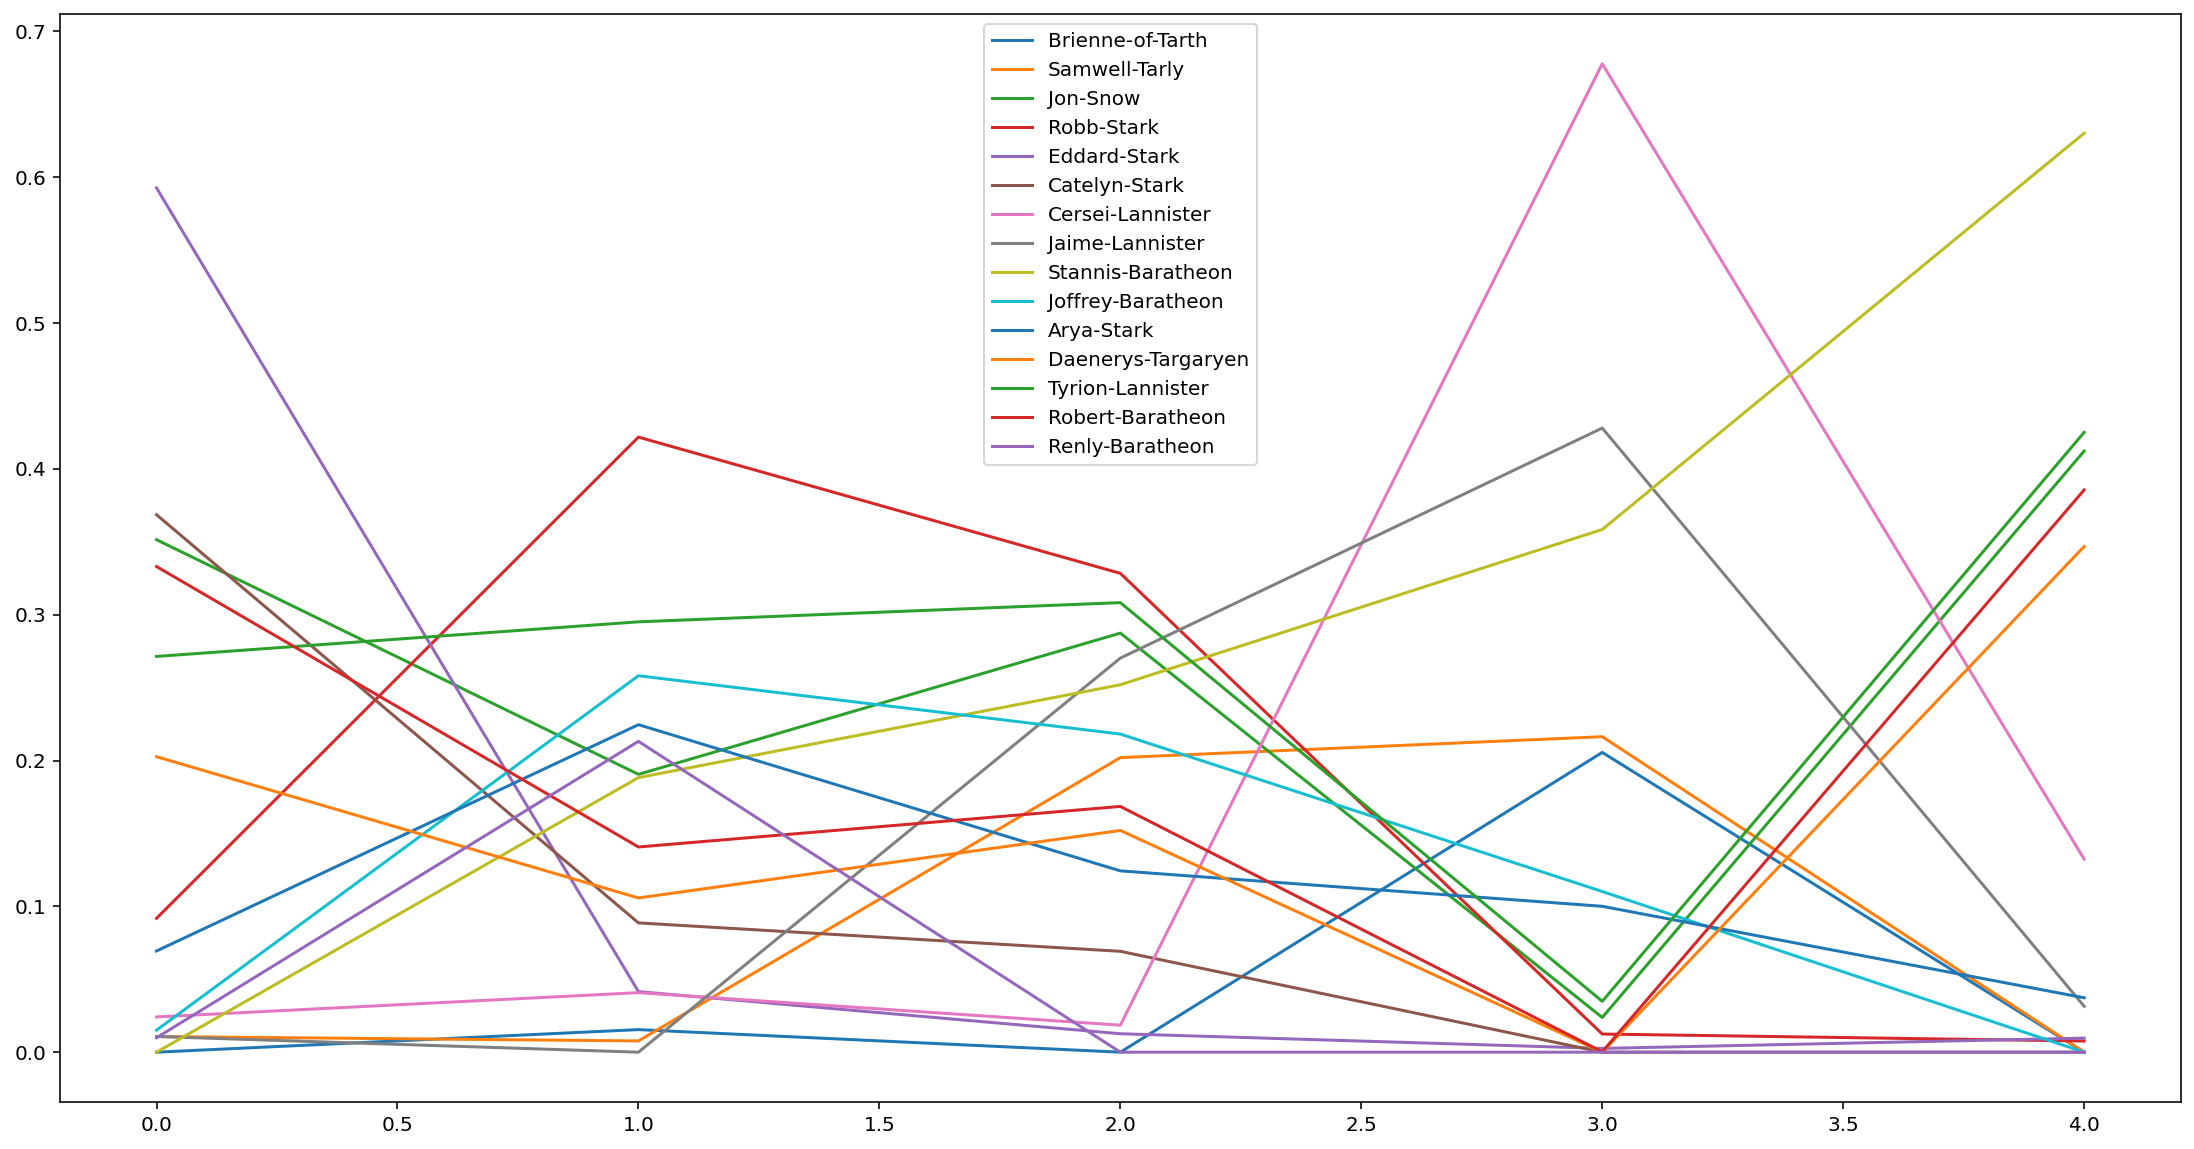 0.7
0.6
0.5
0.4
0.3
0.2
0.1
0.0
Brienne-of-Tarth
Samwell-Tarly
Jon-Snow
Robb-Stark
Eddard-Stark
Catelyn-Stark
Cersei-Lannister
Jaime-Lannister
Stannis-Baratheon
Joffrey-Baratheon
Arya-Stark
Daenerys-Targaryen
Tyrion-Lannister
Robert-Baratheon
Renly-Baratheon
0.0 0.5 1.0 1.5 2.0 2.5 3.0 3.5 4.0